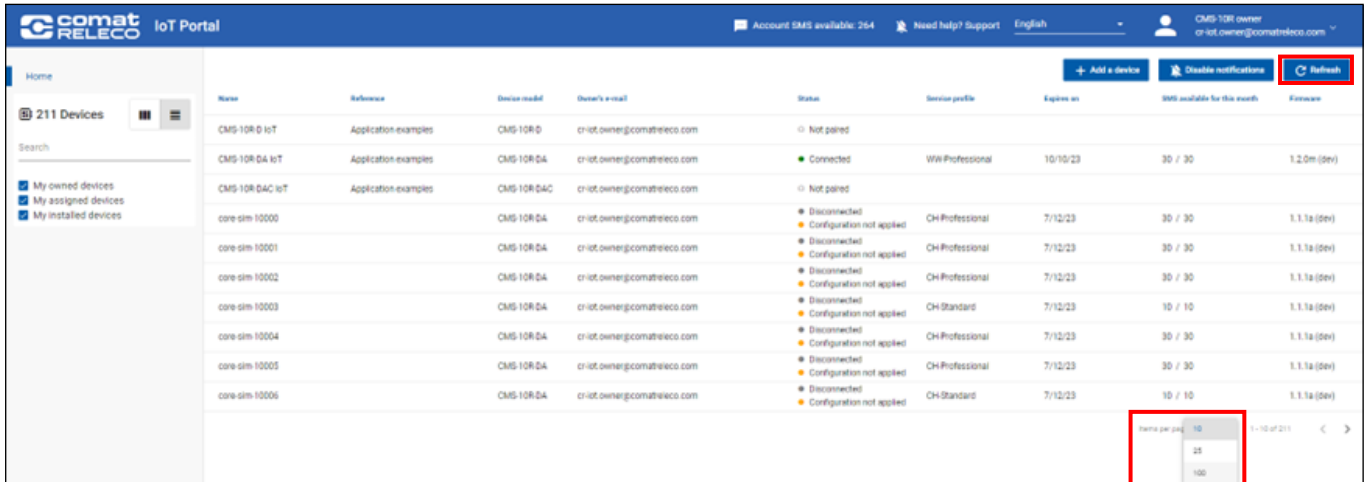 comat RELECO IoT Portal Account SMS available: 264 Need help? Support English CMS-10R owner
cr-iot.owner@comatreleco.com
+ Add a device Disable notifications Refresh
Home
211 Devices
Search
My owned devices
My assigned devices
My installed devices
Name Reference Device model Owner's e-mail Status Service profile Expires on SMS available for this month Firmware
CMS-10R-D IoT Application examples CMS-10R-D cr-iot.owner@comatreleco.com Not paired
CMS-10R-DA IoT Application examples CMS-10R-DA cr-iot.owner@comatreleco.com Connected WW-Professional 10/10/23 30 / 30 1.2.0m (dev)
CMS-10R-DAC IoT Application examples CMS-10R-DAC cr-iot.owner@comatreleco.com Not paired
core-sim-10000 CMS-10R-DA cr-iot.owner@comatreleco.com Disconnected Configuration not applied CH-Professional 7/12/23 30 / 30 1.1.1a (dev)
core-sim-10001 CMS-10R-DA cr-iot.owner@comatreleco.com Disconnected Configuration not applied CH-Professional 7/12/23 30 / 30 1.1.1a (dev)
core-sim-10002 CMS-10R-DA cr-iot.owner@comatreleco.com Disconnected Configuration not applied CH-Professional 7/12/23 30 / 30 1.1.1a (dev)
core-sim-10003 CMS-10R-DA cr-iot.owner@comatreleco.com Disconnected Configuration not applied CH-Standard 7/12/23 10 / 10 1.1.1a (dev)
core-sim-10004 CMS-10R-DA cr-iot.owner@comatreleco.com Disconnected Configuration not applied CH-Professional 7/12/23 30 / 30 1.1.1a (dev)
core-sim-10005 CMS-10R-DA cr-iot.owner@comatreleco.com Disconnected Configuration not applied CH-Professional 7/12/23 30 / 30 1.1.1a (dev)
core-sim-10006 CMS-10R-DA cr-iot.owner@comatreleco.com Disconnected Configuration not applied CH-Standard 7/12/23 10 / 10 1.1.1a (dev)
Items per pag 10 1 - 10 of 211
25
100